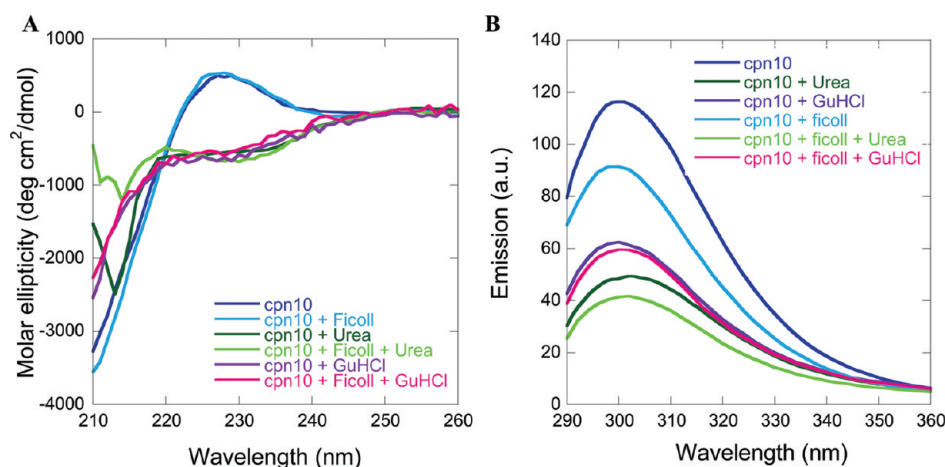 A
B
Molar ellipticity (deg cm²/dmol)
1000
0
-1000
-2000
-3000
-4000
cpn10
cpn10 + Ficoll
cpn10 + Urea
cpn10 + Ficoll + Urea
cpn10 + GuHCl
cpn10 + Ficoll + GuHCl
210 220 230 240 250 260
Wavelength (nm)
Emission (a.u.)
140
120
100
80
60
40
20
0
cpn10
cpn10 + Urea
cpn10 + GuHCl
cpn10 + ficoll
cpn10 + ficoll + Urea
cpn10 + ficoll + GuHCl
290 300 310 320 330 340 350 360
Wavelength (nm)